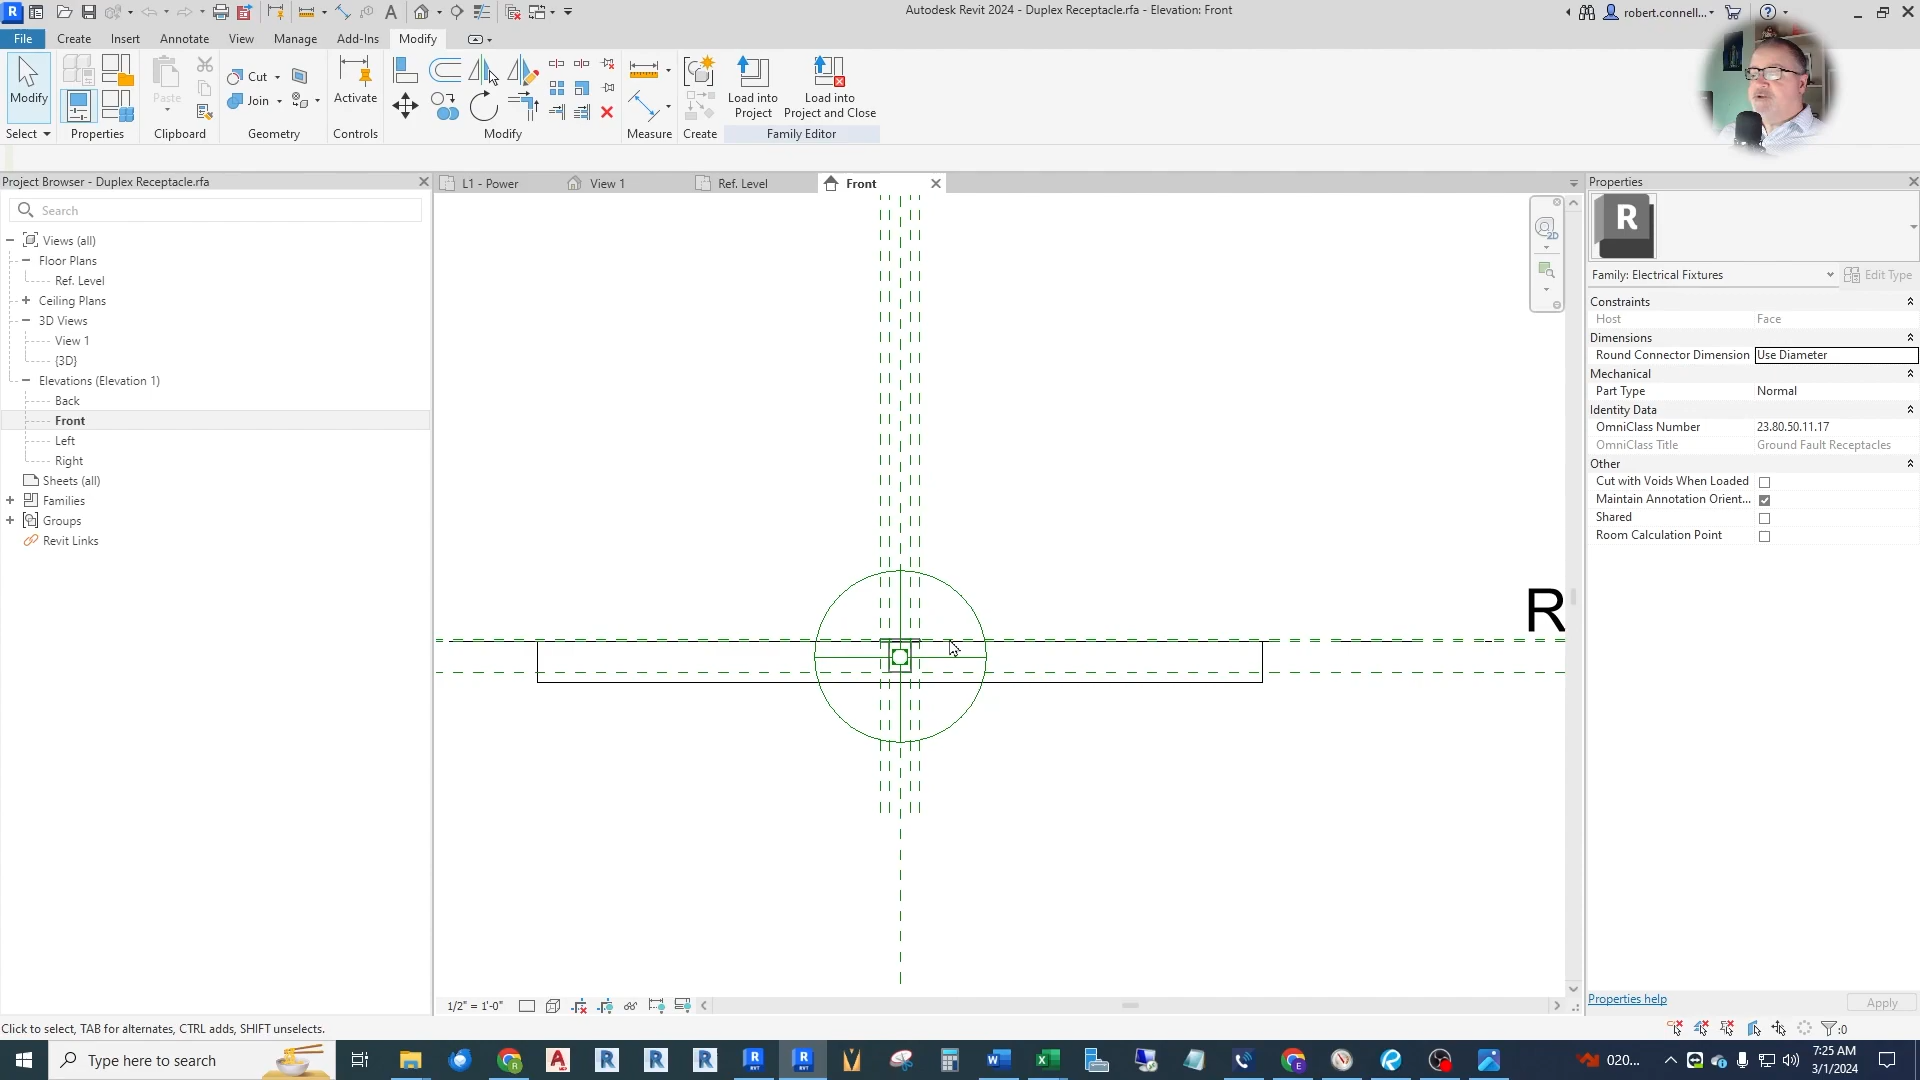 Autodesk Revit 2024 - Duplex Receptacle.rfa - Elevation: Front
robert.connell...
File Create Insert Annotate View Manage Add-Ins Modify
Modify
Paste
Cut
Join
Activate
Load into Project
Load into Project and Close
Select Properties Clipboard Geometry Controls Modify Measure Create Family Editor
Project Browser - Duplex Receptacle.rfa
Search
Views (all)
Floor Plans
Ref. Level
Ceiling Plans
3D Views
View 1
{3D}
Elevations (Elevation 1)
Back
Front
Left
Right
Sheets (all)
Families
Groups
Revit Links
L1 - Power View 1 Ref. Level Front
2D
R
1/2" = 1'-0"
Properties
R
Family: Electrical Fixtures Edit Type
Constraints
Host Face
Dimensions
Round Connector Dimension Use Diameter
Mechanical
Part Type Normal
Identity Data
OmniClass Number 23.80.50.11.17
OmniClass Title Ground Fault Receptacles
Other
Cut with Voids When Loaded
Maintain Annotation Orient...
Shared
Room Calculation Point
Properties help Apply
Click to select, TAB for alternates, CTRL adds, SHIFT unselects.
:0
Type here to search
020...
7:25 AM
3/1/2024